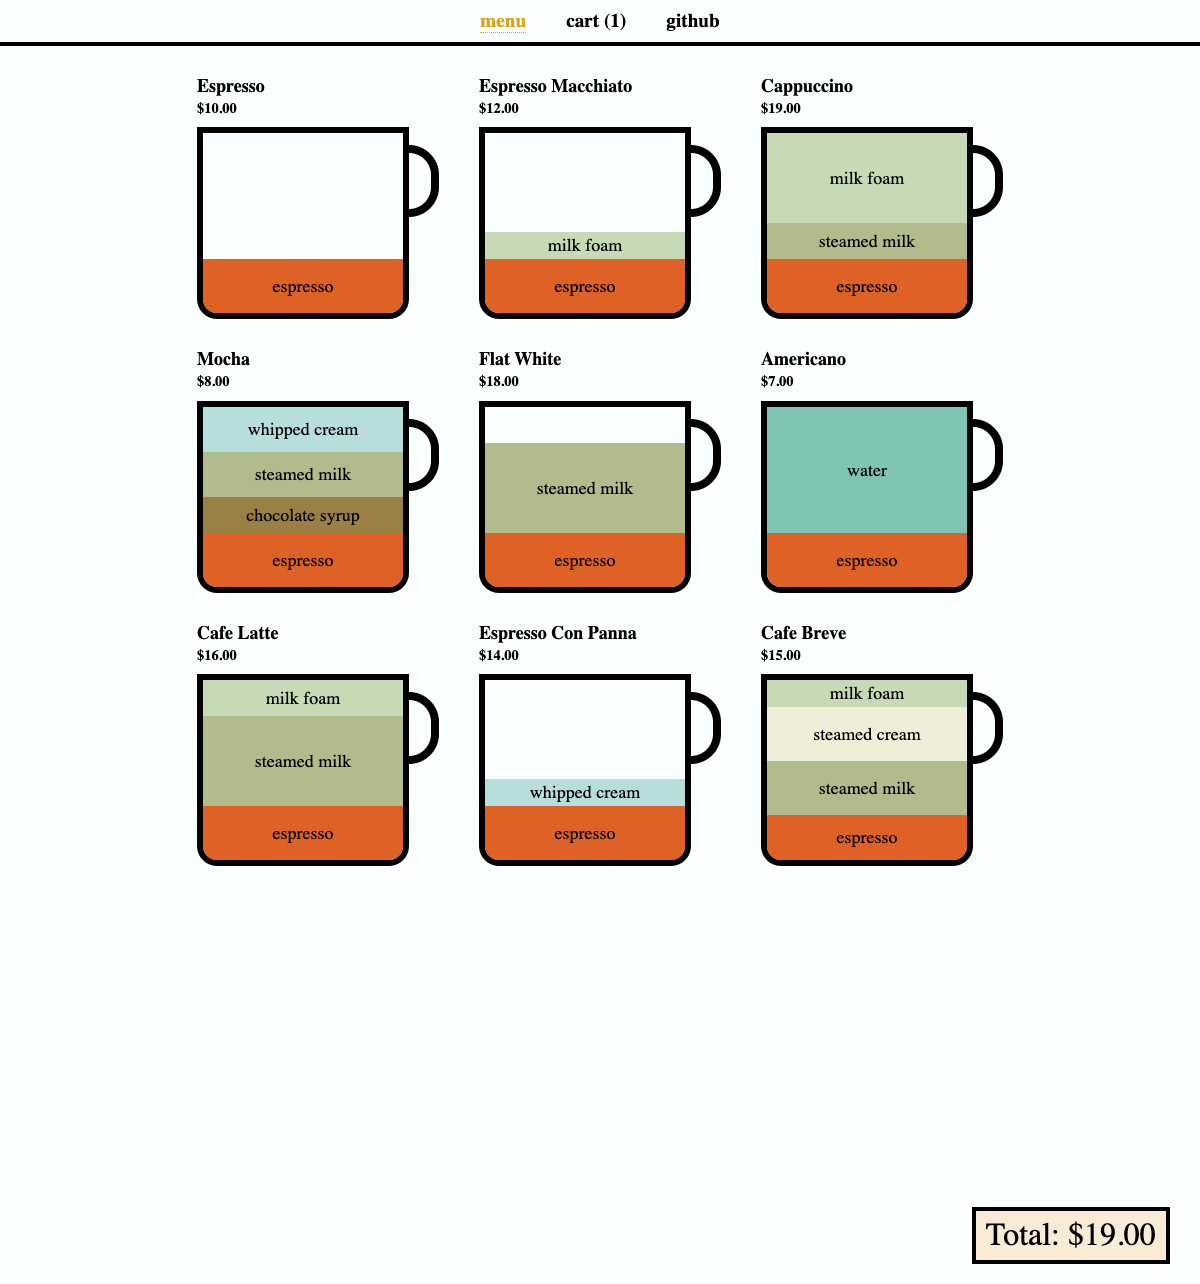 menu cart (1) github
Espresso
$10.00
espresso
Espresso Macchiato
$12.00
milk foam
espresso
Cappuccino
$19.00
milk foam
steamed milk
espresso
Mocha
$8.00
whipped cream
steamed milk
chocolate syrup
espresso
Flat White
$18.00
steamed milk
espresso
Americano
$7.00
water
espresso
Cafe Latte
$16.00
milk foam
steamed milk
espresso
Espresso Con Panna
$14.00
whipped cream
espresso
Cafe Breve
$15.00
milk foam
steamed cream
steamed milk
espresso
Total: $19.00